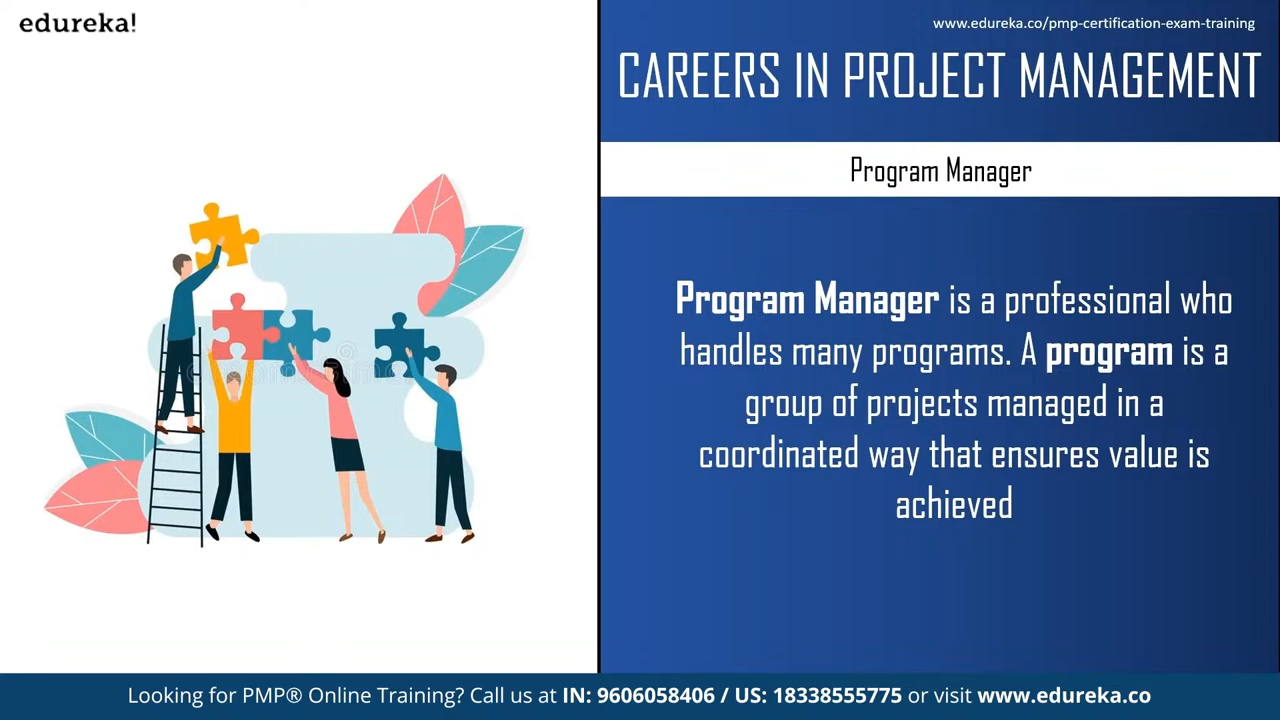 edureka!
www.edureka.co/pmp-certification-exam-training
CAREERS IN PROJECT MANAGEMENT
Program Manager
Program Manager is a professional who
handles many programs. A program is a
group of projects managed in a
coordinated way that ensures value is
achieved
Looking for PMP® Online Training? Call us at IN: 9606058406 / US: 18338555775 or visit www.edureka.co